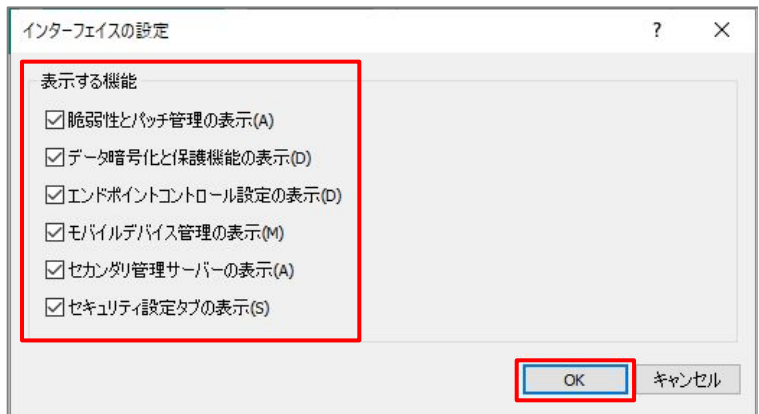 インターフェイスの設定 ? ×
表示する機能
脆弱性とパッチ管理の表示(A)
データ暗号化と保護機能の表示(D)
エンドポイントコントロール設定の表示(D)
モバイルデバイス管理の表示(M)
セカンダリ管理サーバーの表示(A)
セキュリティ設定タブの表示(S)
OK キャンセル